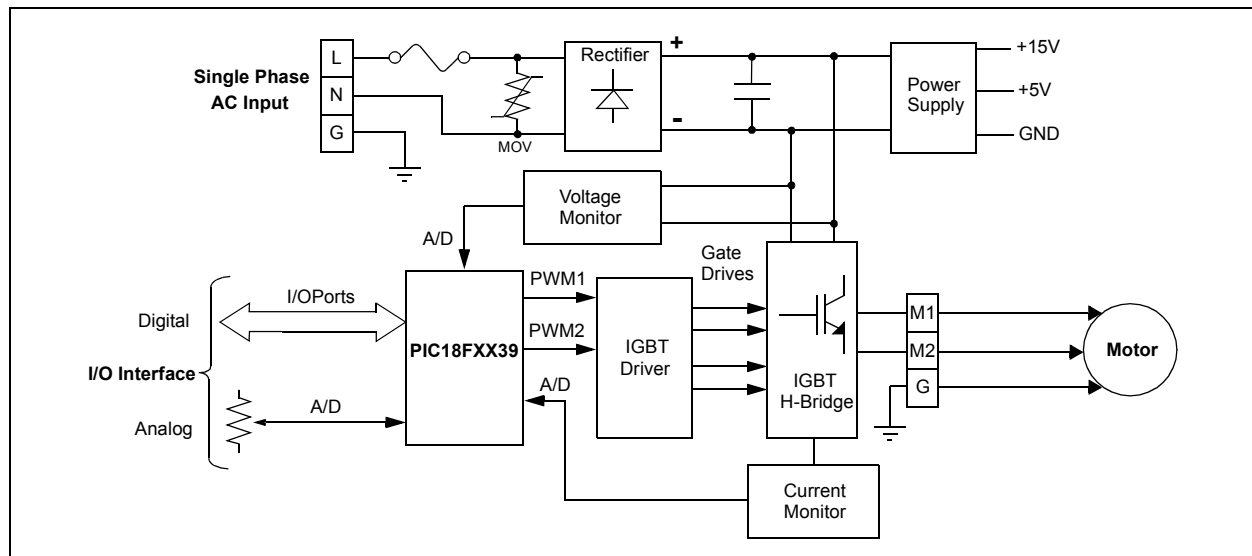 Single Phase
AC Input
L
N
G
MOV
Rectifier
+
-
Power
Supply
+15V
+5V
GND
Voltage
Monitor
A/D
Gate
Drives
I/O Interface
Digital
I/OPorts
Analog
A/D
PIC18FXX39
PWM1
PWM2
A/D
IGBT
Driver
IGBT
H-Bridge
M1
M2
G
Motor
Current
Monitor